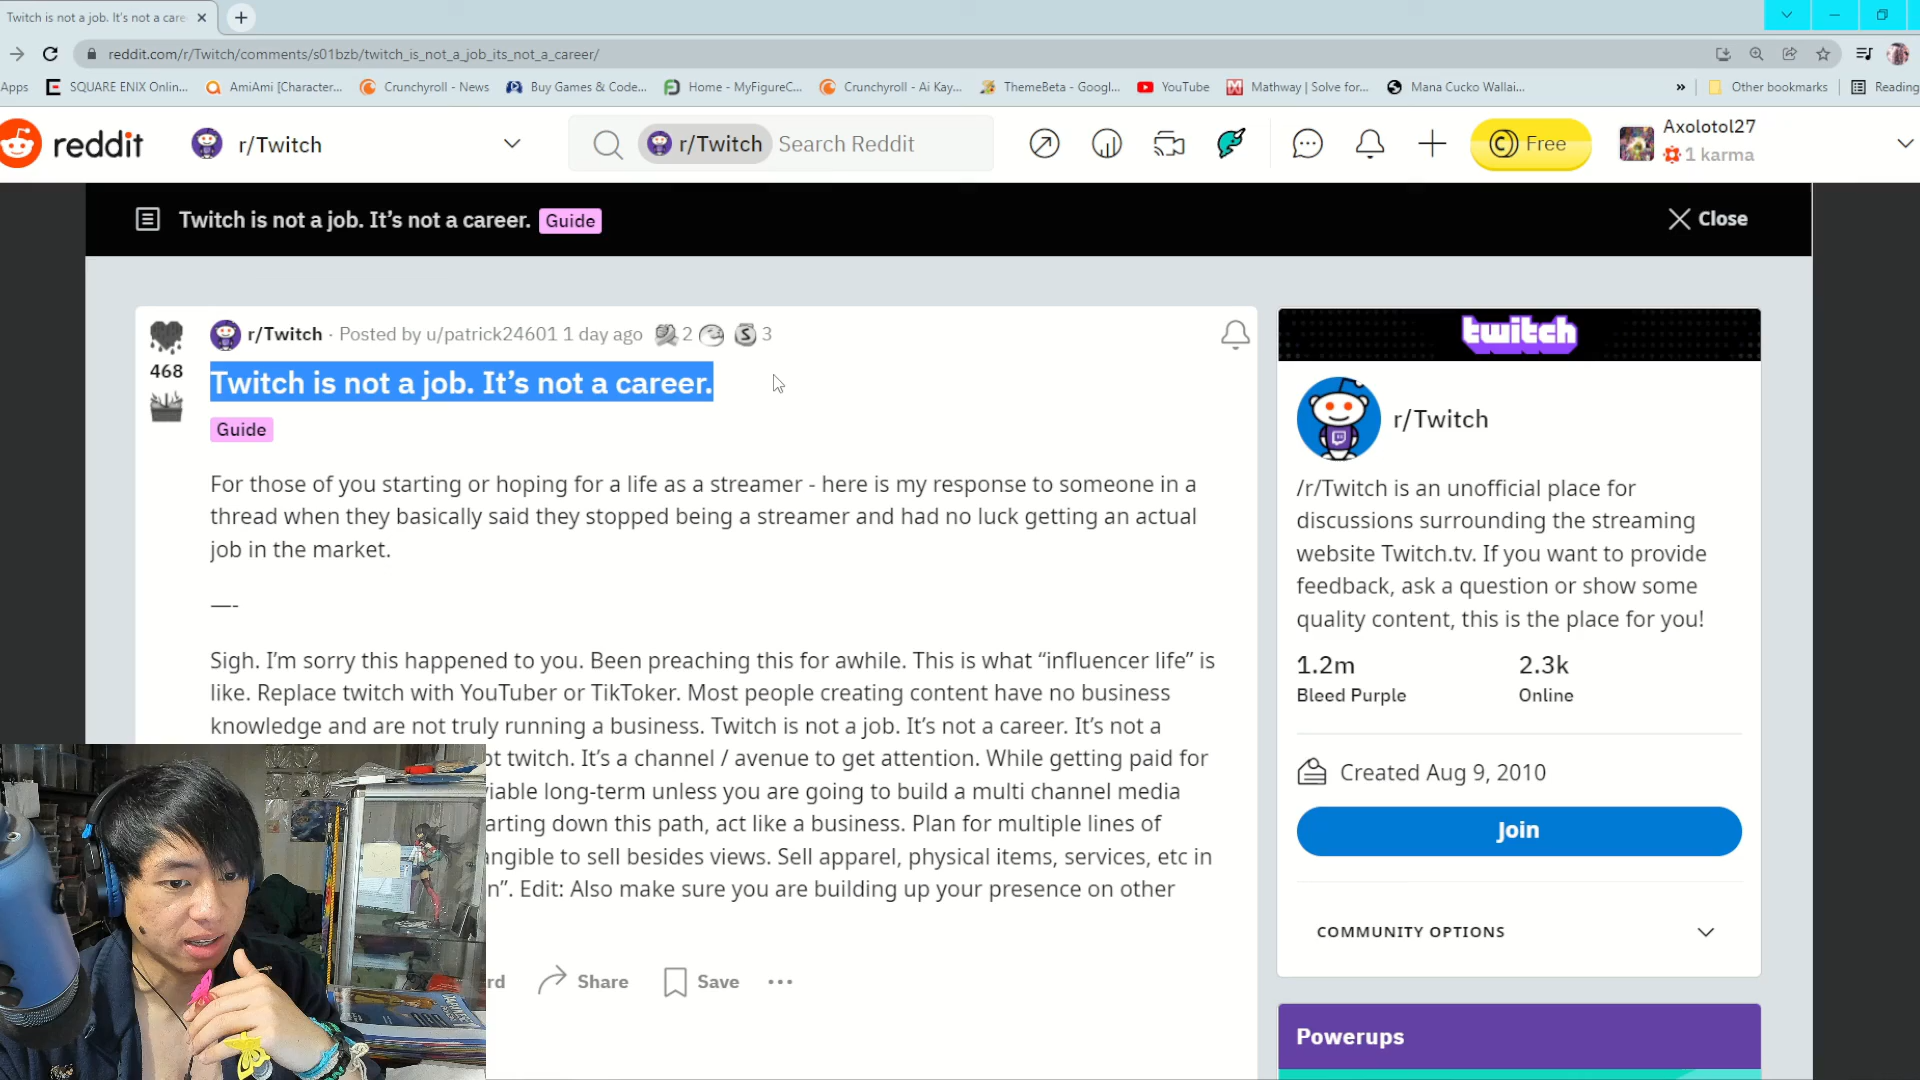 Twitch is not a job. It's not a care
reddit.com/r/Twitch/comments/s01bzb/twitch_is_not_a_job_its_not_a_career/
Apps SQUARE ENIX Onlin... AmiAmi [Character... Crunchyroll - News Buy Games & Code... Home - MyFigureC... Crunchyroll - Ai Kay... ThemeBeta - Googl... YouTube Mathway | Solve for... Mana Cucko Wallai... » Other bookmarks Reading
reddit r/Twitch r/Twitch Search Reddit Free Axolotol27
1 karma
Twitch is not a job. It’s not a career. Guide Close
r/Twitch · Posted by u/patrick24601 1 day ago 2 S 3
468
Twitch is not a job. It’s not a career.
Guide
For those of you starting or hoping for a life as a streamer - here is my response to someone in a
thread when they basically said they stopped being a streamer and had no luck getting an actual
job in the market.
—-
Sigh. I’m sorry this happened to you. Been preaching this for awhile. This is what “influencer life” is
like. Replace twitch with YouTuber or TikToker. Most people creating content have no business
knowledge and are not truly running a business. Twitch is not a job. It’s not a career. It’s not a
ot twitch. It’s a channel / avenue to get attention. While getting paid for
viable long-term unless you are going to build a multi channel media
arting down this path, act like a business. Plan for multiple lines of
angible to sell besides views. Sell apparel, physical items, services, etc in
n”. Edit: Also make sure you are building up your presence on other
rd Share Save ...
twitch
r/Twitch
/r/Twitch is an unofficial place for
discussions surrounding the streaming
website Twitch.tv. If you want to provide
feedback, ask a question or show some
quality content, this is the place for you!
1.2m 2.3k
Bleed Purple Online
Created Aug 9, 2010
Join
COMMUNITY OPTIONS
Powerups